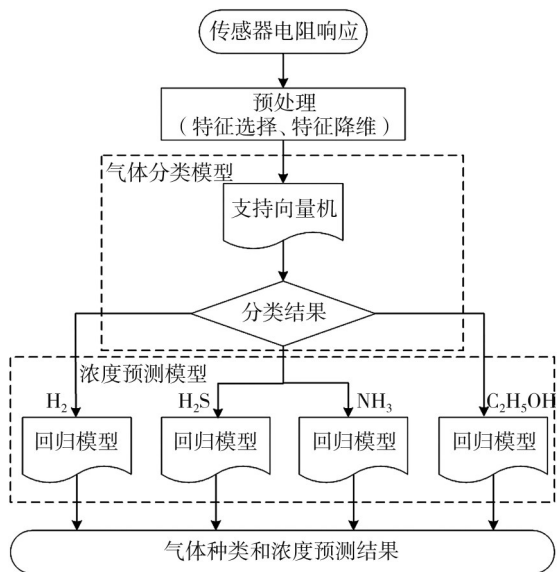 传感器电阻响应
预处理
（特征选择、特征降维）
气体分类模型
支持向量机
分类结果
浓度预测模型
H₂ H₂S NH₃ C₂H₅OH
回归模型 回归模型 回归模型 回归模型
气体种类和浓度预测结果